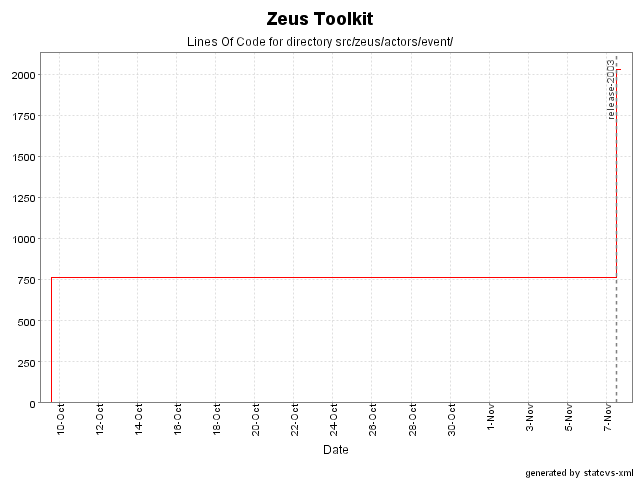 Zeus Toolkit
Lines Of Code for directory src/zeus/actors/event/
release-2003
2000
1750
1500
1250
1000
750
500
250
0
10-Oct
12-Oct
14-Oct
16-Oct
18-Oct
20-Oct
22-Oct
24-Oct
26-Oct
28-Oct
30-Oct
1-Nov
3-Nov
5-Nov
7-Nov
Date
generated by statcvs-xml